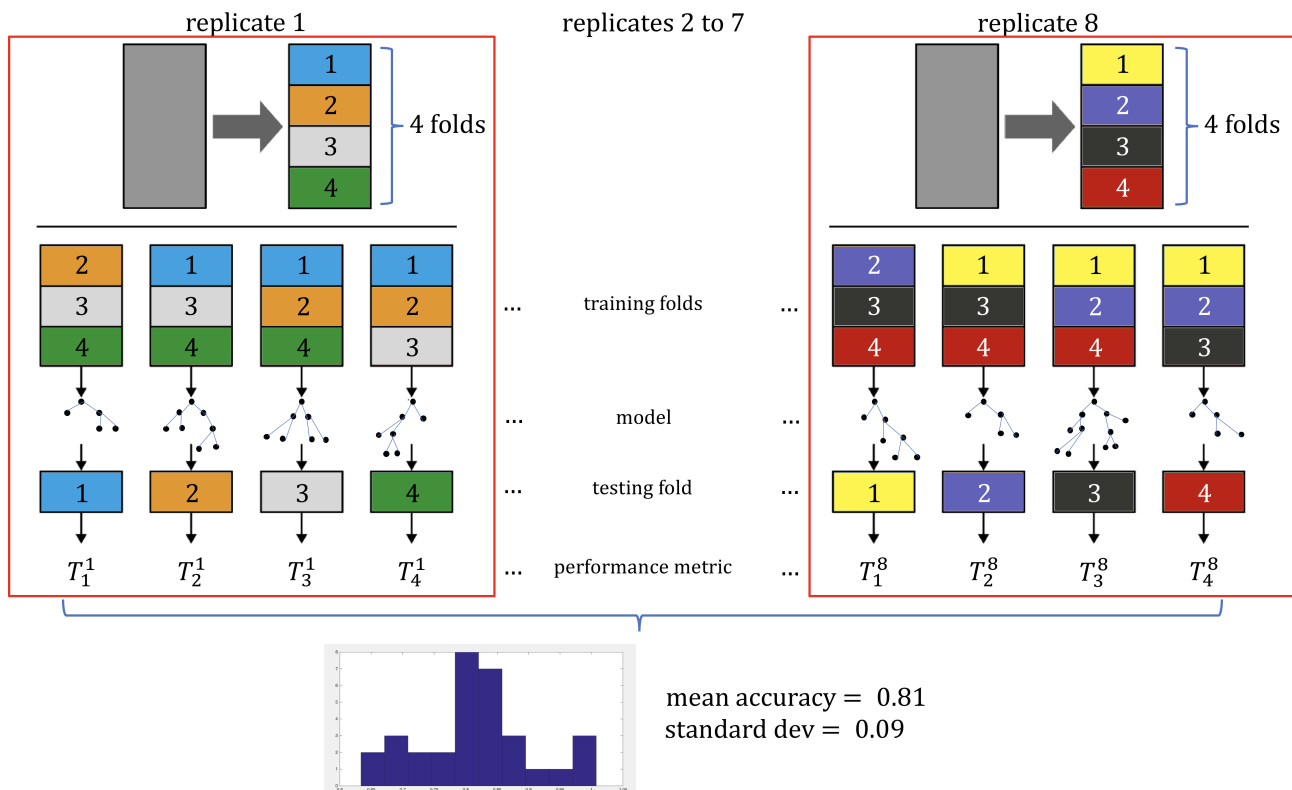 replicate 1
replicates 2 to 7
replicate 8
1
2
3
4
4 folds
1
2
3
4
4 folds
2 1 1 1
3 3 2 2
4 4 4 3
... training folds ...
2 1 1 1
3 3 2 2
4 4 4 3
... model ...
1 2 3 4 ... testing fold ... 1 2 3 4
T₁¹ T₂¹ T₃¹ T₄¹ ... performance metric ... T₁⁸ T₂⁸ T₃⁸ T₄⁸
mean accuracy = 0.81
standard dev = 0.09